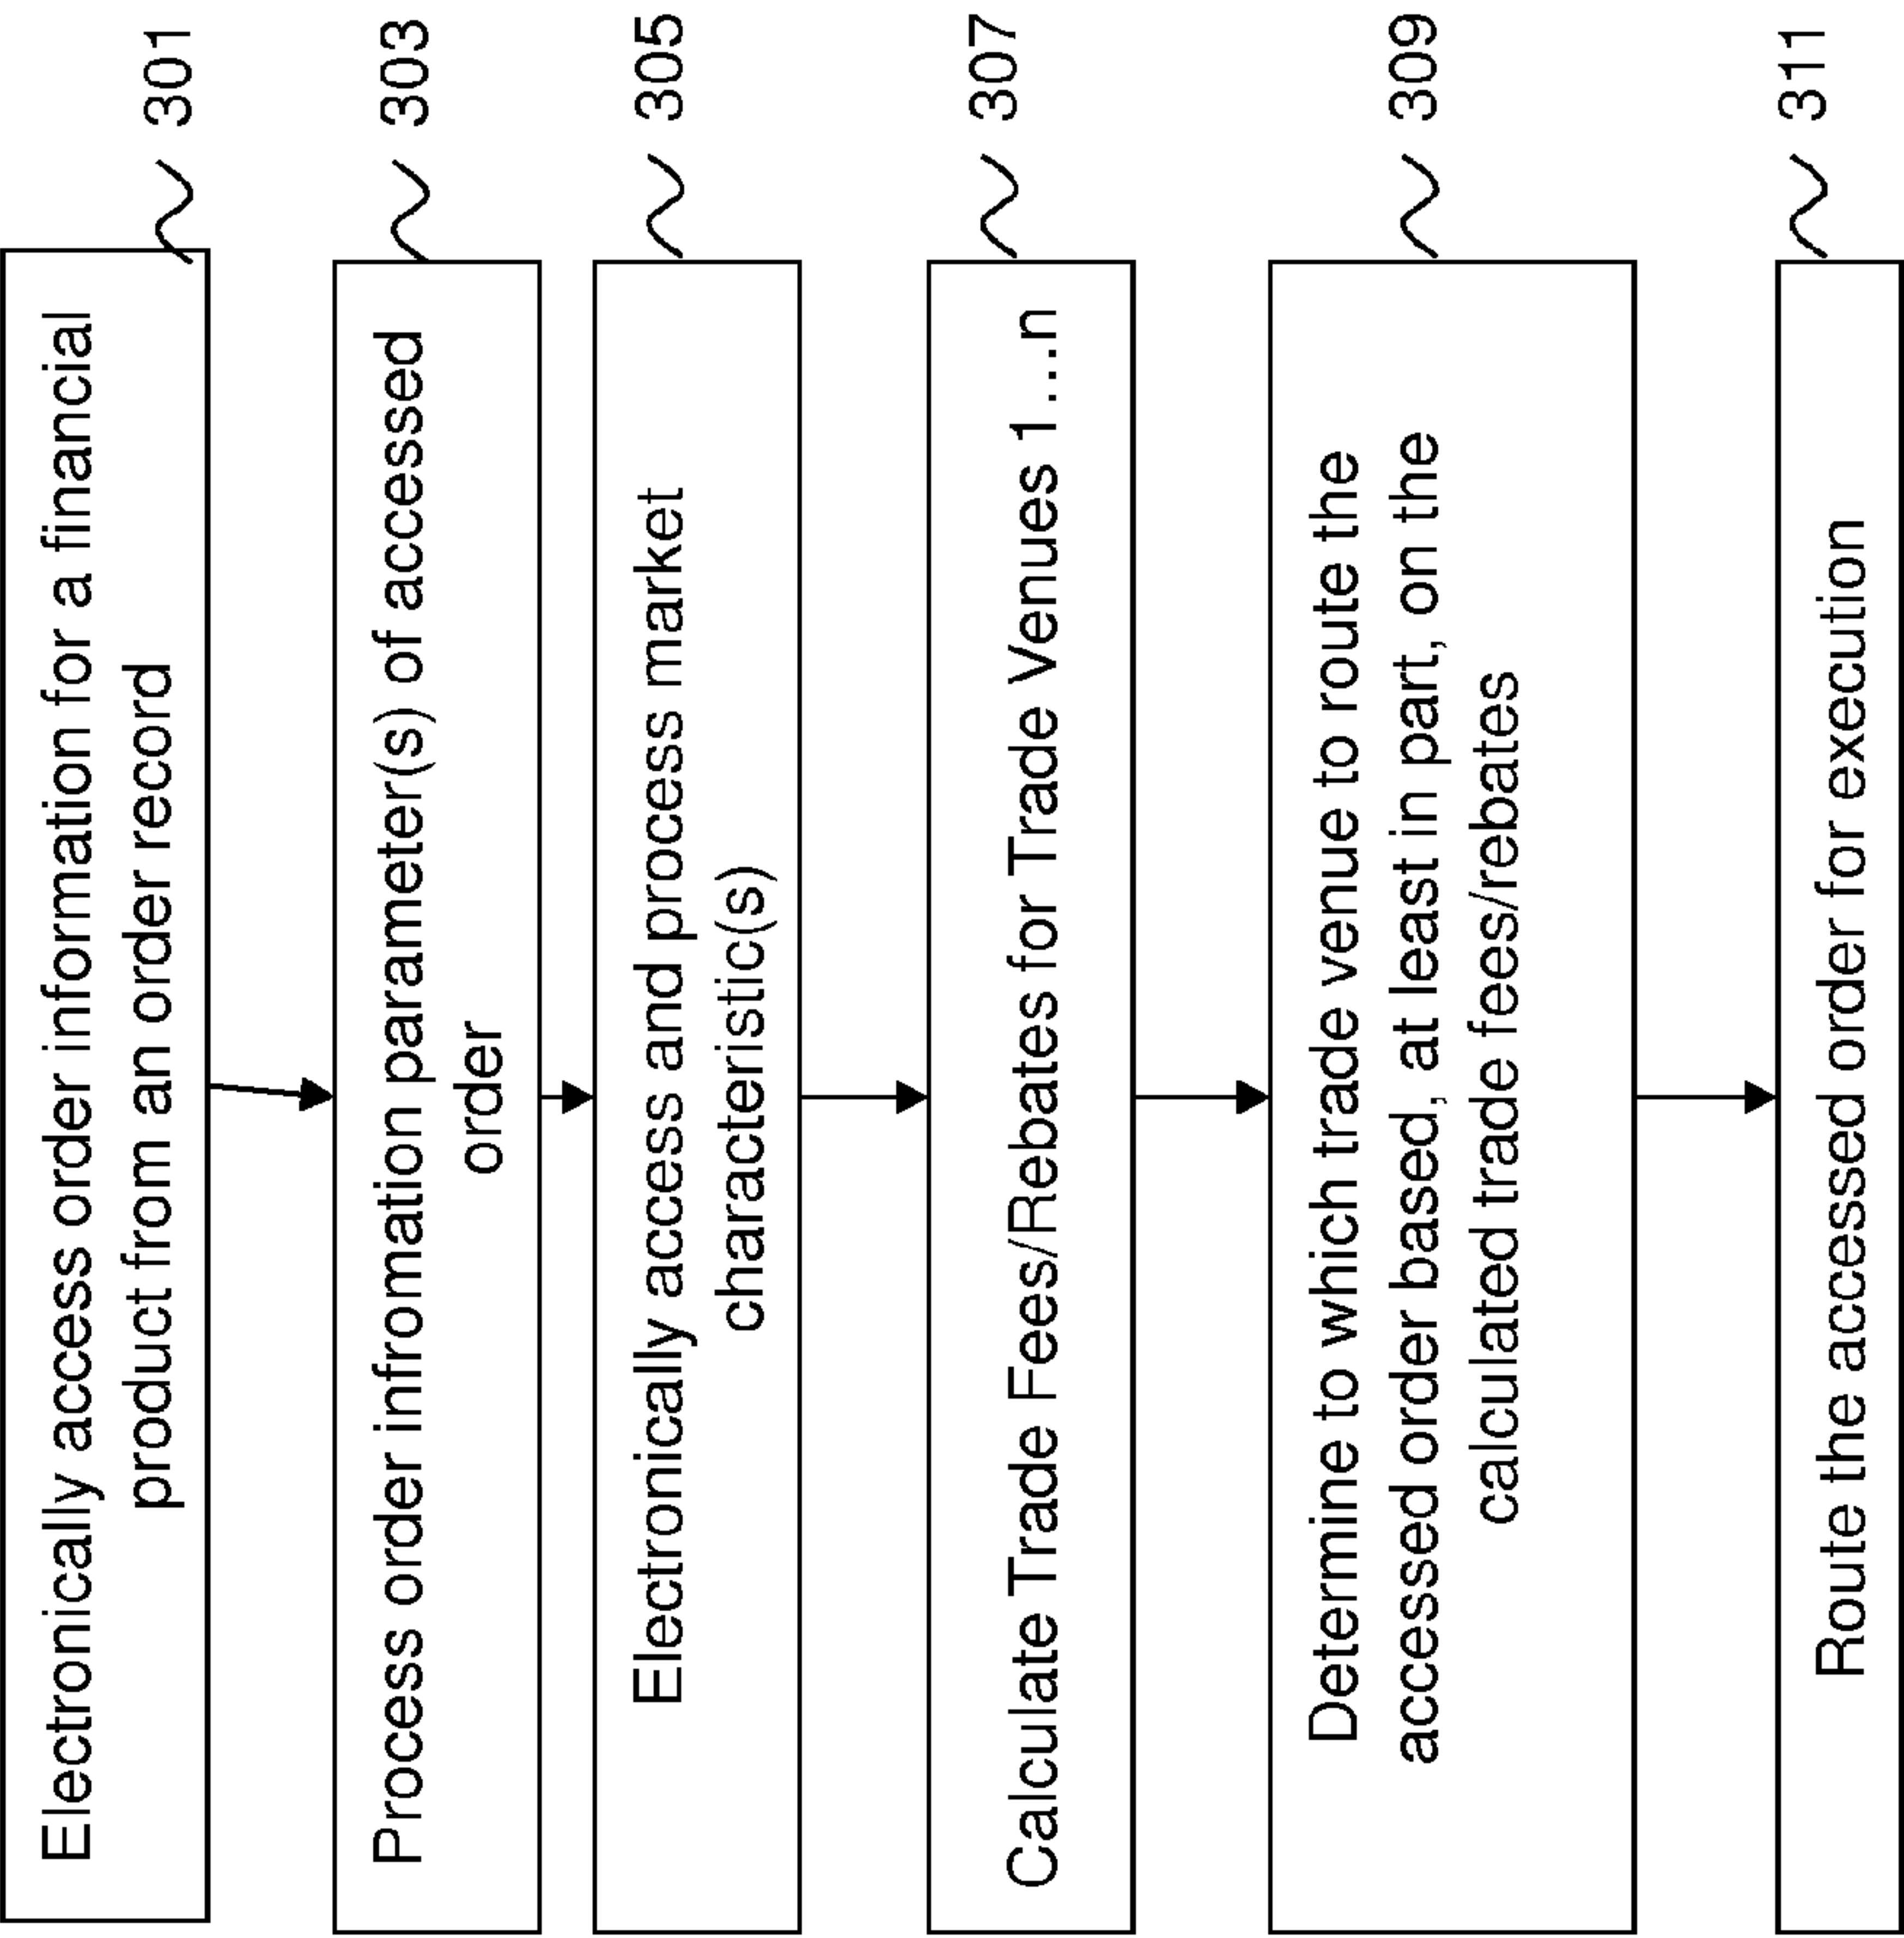 Electronically access order information for a financial
product from an order record
301
Process order infromation parameter(s) of accessed
order
303
Electronically access and process market
characteristic(s)
305
Calculate Trade Fees/Rebates for Trade Venues 1...n
307
Determine to which trade venue to route the
accessed order based, at least in part, on the
calculated trade fees/rebates
309
Route the accessed order for execution
311